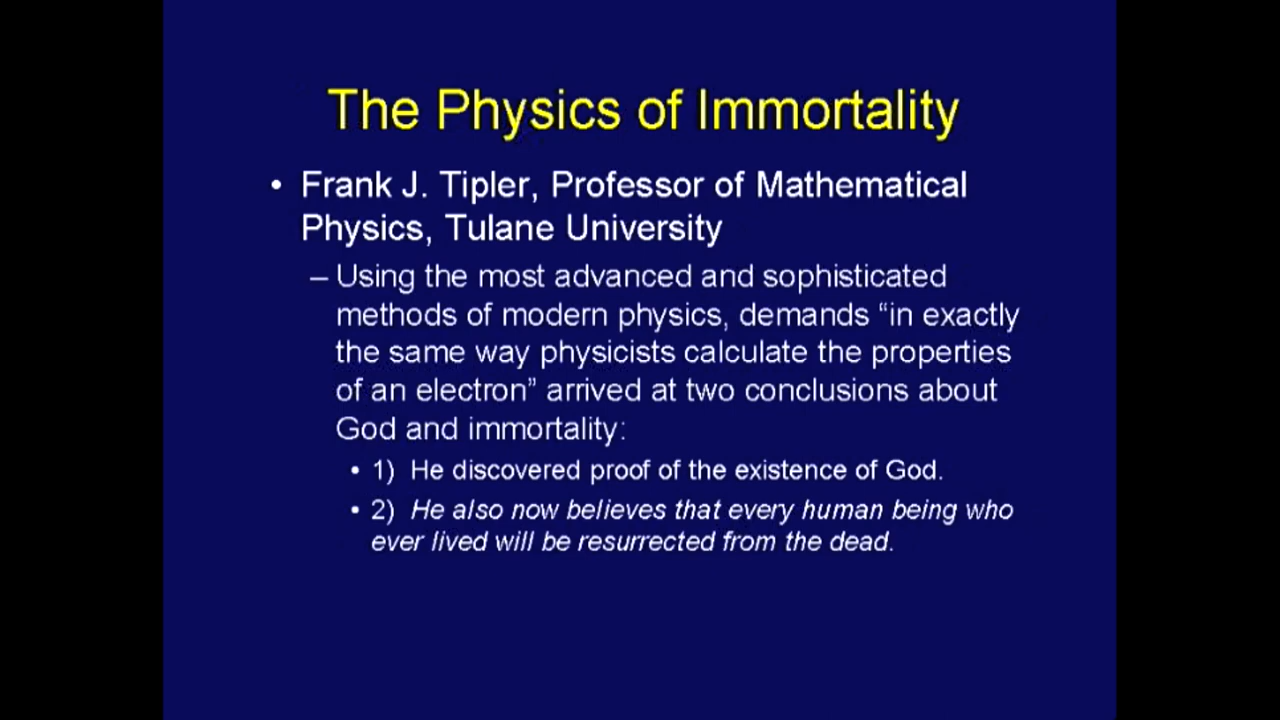 The Physics of Immortality
• Frank J. Tipler, Professor of Mathematical
Physics, Tulane University
– Using the most advanced and sophisticated
methods of modern physics, demands “in exactly
the same way physicists calculate the properties
of an electron” arrived at two conclusions about
God and immortality:
• 1) He discovered proof of the existence of God.
• 2) He also now believes that every human being who
ever lived will be resurrected from the dead.